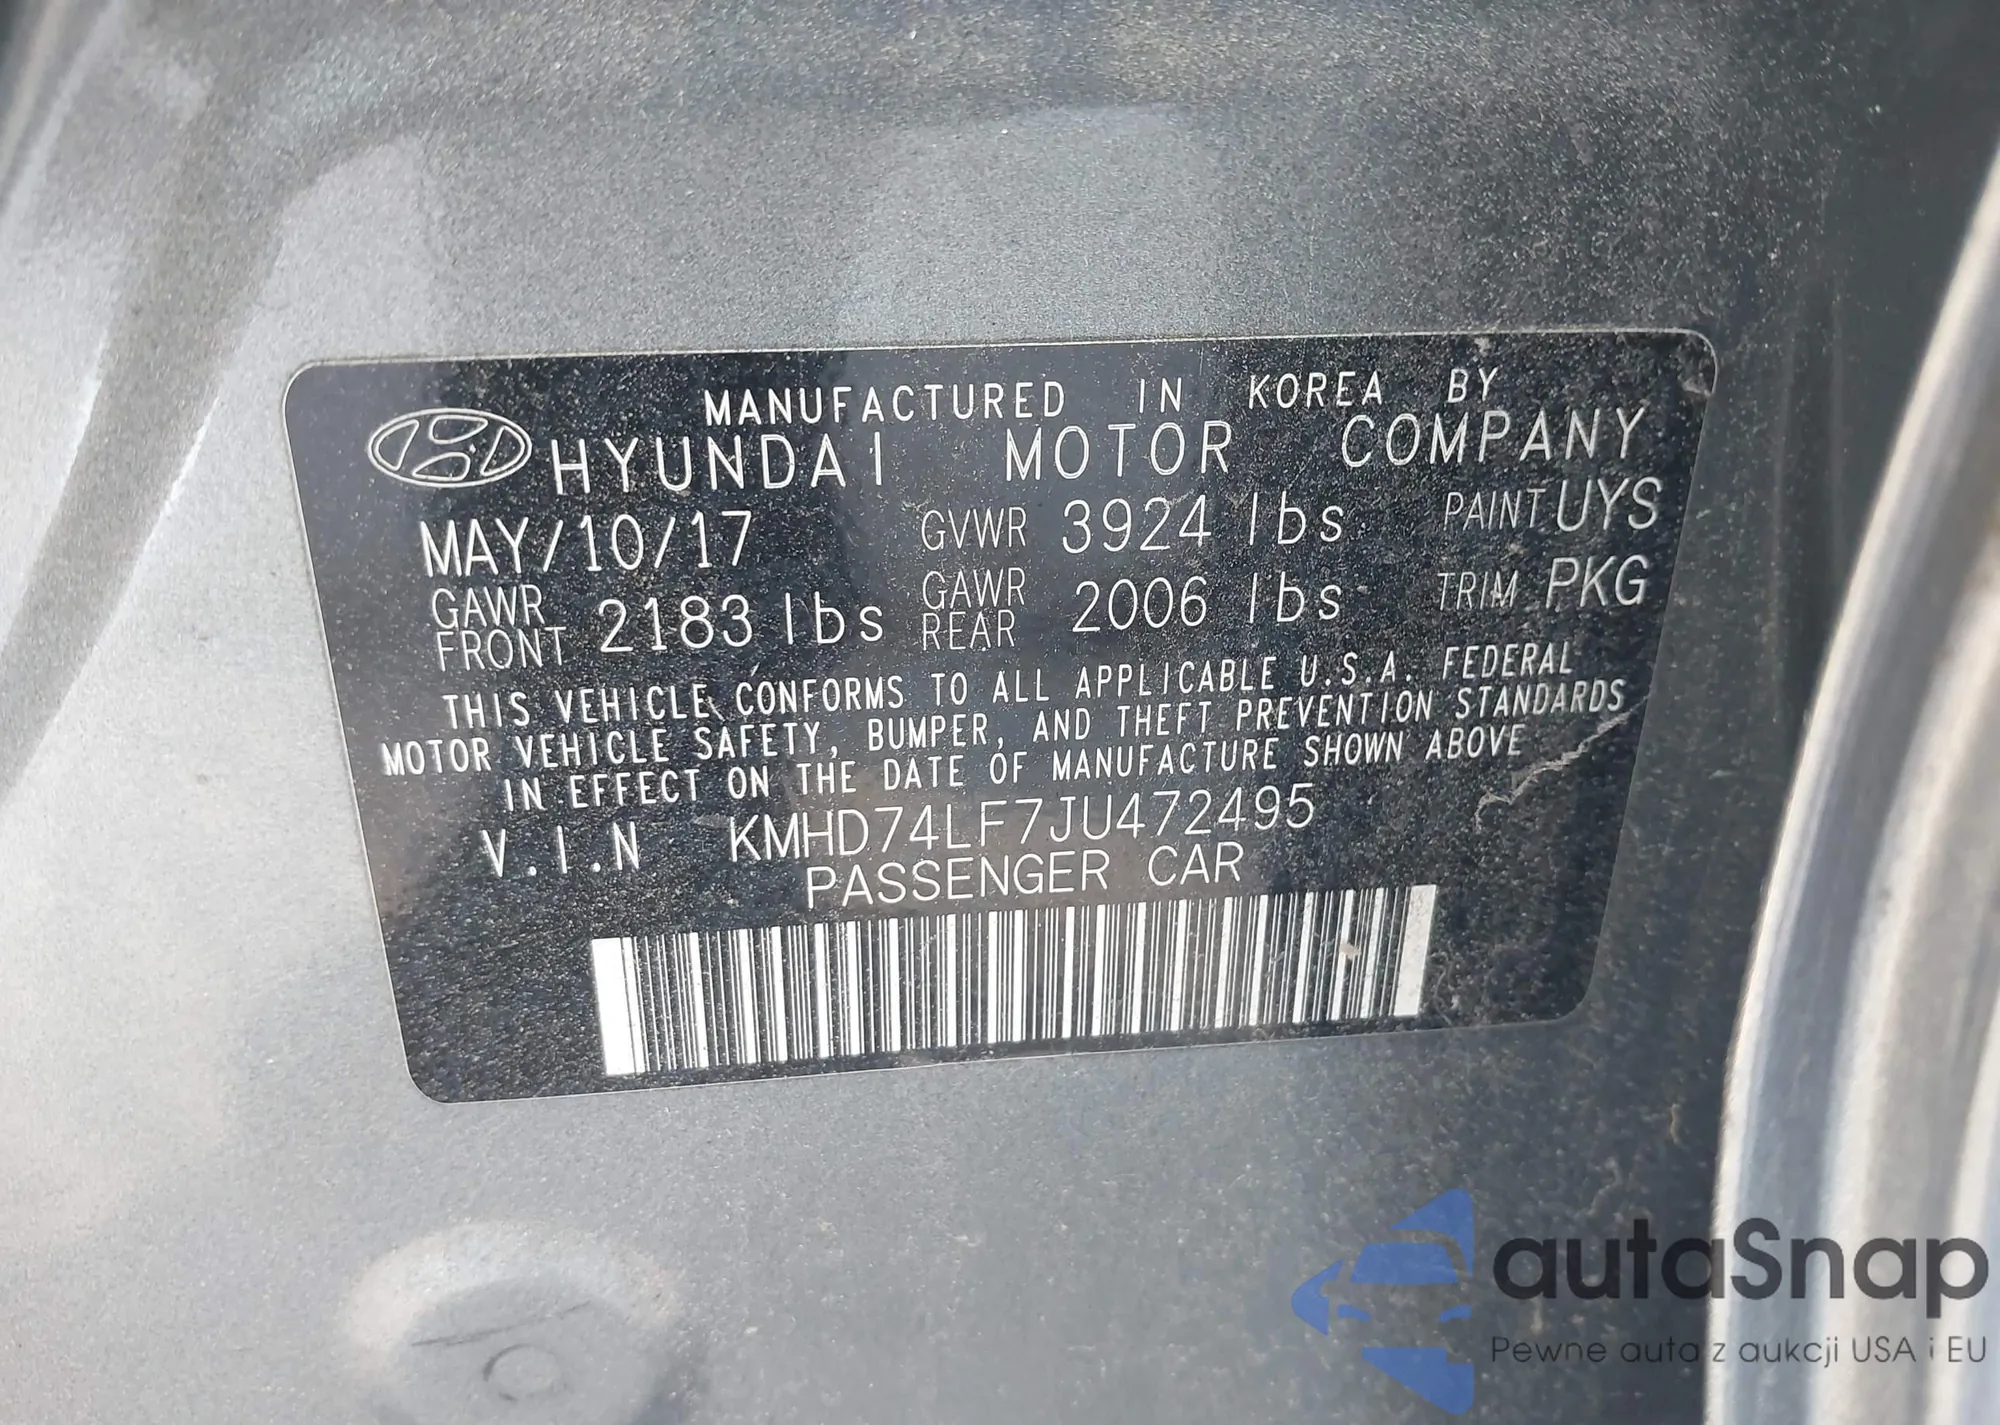 MANUFACTURED IN KOREA BY
HYUNDAI MOTOR COMPANY
MAY/10/17 GVWR 3924 lbs PAINT UYS
GAWR FRONT 2183 lbs GAWR REAR 2006 lbs TRIM PKG
THIS VEHICLE CONFORMS TO ALL APPLICABLE U.S.A. FEDERAL
MOTOR VEHICLE SAFETY, BUMPER, AND THEFT PREVENTION STANDARDS
IN EFFECT ON THE DATE OF MANUFACTURE SHOWN ABOVE
V.I.N KMHD74LF7JU472495
PASSENGER CAR
autaSnap
Pewne auta z aukcji USA i EU